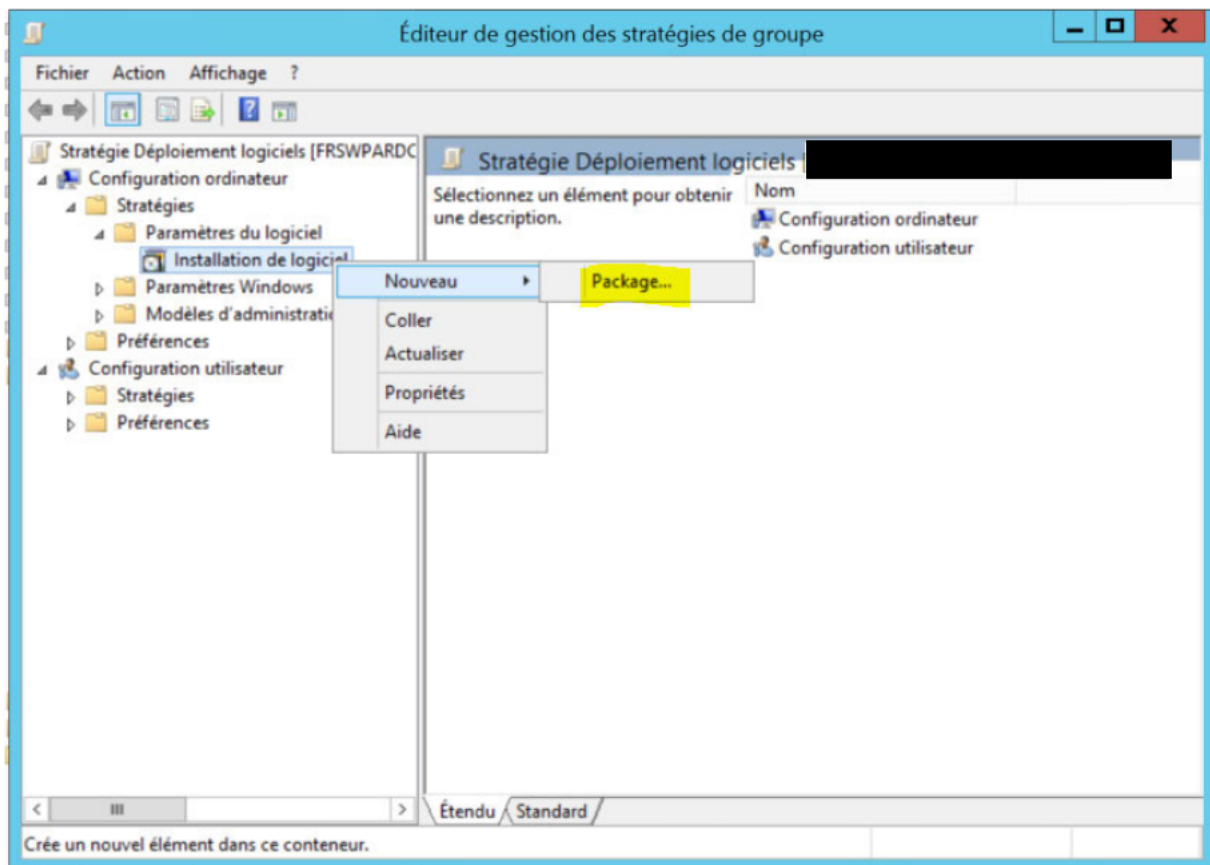 Éditeur de gestion des stratégies de groupe
Fichier Action Affichage ?
Stratégie Déploiement logiciels [FRSWPARDC
Configuration ordinateur
Stratégies
Paramètres du logiciel
Installation de logiciel
Paramètres Windows
Modèles d'administratio
Préférences
Configuration utilisateur
Stratégies
Préférences
Nouveau
Coller
Actualiser
Propriétés
Aide
Package...
Stratégie Déploiement logiciels [
Sélectionnez un élément pour obtenir
une description.
Nom
Configuration ordinateur
Configuration utilisateur
Étendu Standard
Crée un nouvel élément dans ce conteneur.